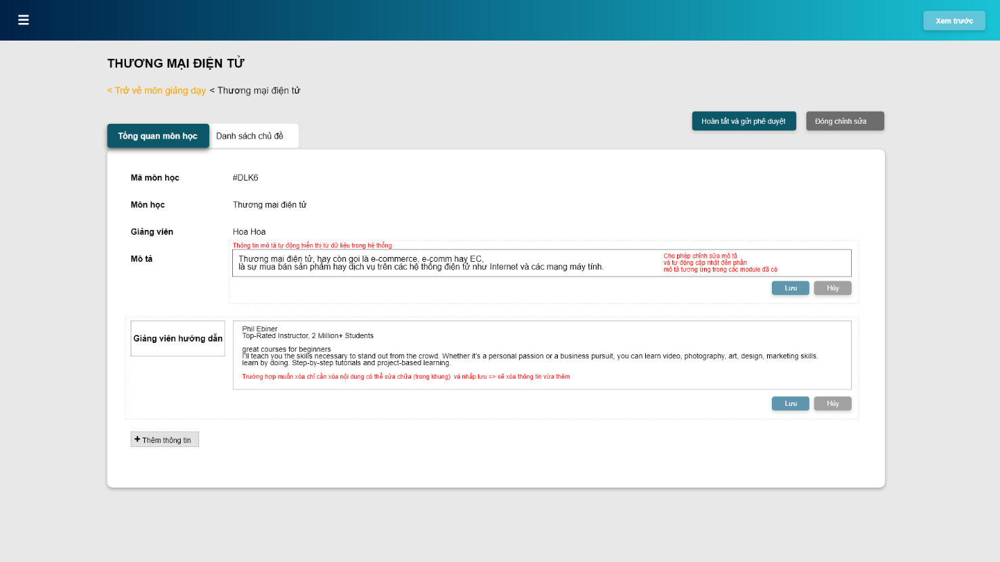 Xem trước
THƯƠNG MẠI ĐIỆN TỬ
< Trở về môn giảng dạy < Thương mại điện tử
Hoàn tất và gửi phê duyệt
Đóng chỉnh sửa
Tổng quan môn học
Danh sách chủ đề
Mã môn học
#DLK6
Môn học
Thương mại điện tử
Giảng viên
Hoa Hoa
Thông tin mô tả tự động hiển thị từ dữ liệu trong hệ thống
Mô tả
Thương mại điện tử, hay còn gọi là e-commerce, e-comm hay EC,
là sự mua bán sản phẩm hay dịch vụ trên các hệ thống điện tử như Internet và các mạng máy tính.
Cho phép chỉnh sửa mô tả
và tự động cập nhật đến phần
mô tả tương ứng trong các module đã có
Lưu
Hủy
Giảng viên hướng dẫn
Phil Ebiner
Top-Rated Instructor, 2 Million+ Students
great courses for beginners
I'll teach you the skills necessary to stand out from the crowd. Whether it's a personal passion or a business pursuit, you can learn video, photography, art, design, marketing skills.
learn by doing. Step-by-step tutorials and project-based learning.
Trường hợp muốn xóa chỉ cần xóa nội dung có thể sửa chữa (trong khung) và nhấp lưu => sẽ xóa thông tin vừa thêm
Lưu
Hủy
+ Thêm thông tin